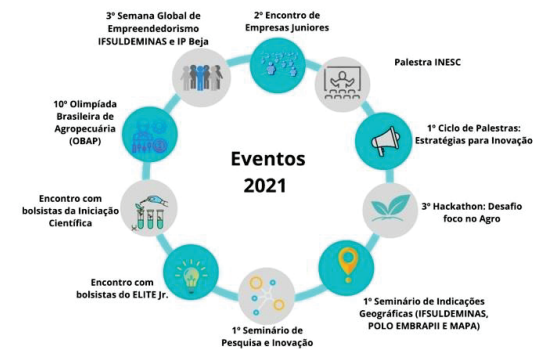 3º Semana Global de
Empreendedorismo
IFSULDEMINAS e IP Beja
2º Encontro de
Empresas Juniores
Palestra INESC
1º Ciclo de Palestras:
Estratégias para Inovação
3º Hackathon: Desafio
foco no Agro
1º Seminário de Indicações
Geográficas (IFSULDEMINAS,
POLO EMBRAPII E MAPA)
1º Seminário de
Pesquisa e Inovação
Encontro com
bolsistas do ELITE Jr.
Encontro com
bolsistas da Iniciação
Científica
10º Olimpíada
Brasileira de
Agropecuária
(OBAP)
Eventos
2021